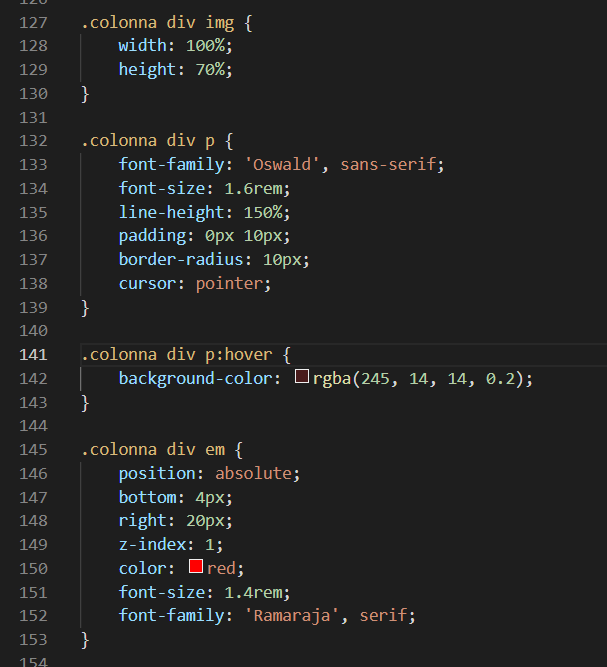 126
127 .colonna div img {
128 width: 100%;
129 height: 70%;
130 }
131
132 .colonna div p {
133 font-family: 'Oswald', sans-serif;
134 font-size: 1.6rem;
135 line-height: 150%;
136 padding: 0px 10px;
137 border-radius: 10px;
138 cursor: pointer;
139 }
140
141 .colonna div p:hover {
142 background-color: rgba(245, 14, 14, 0.2);
143 }
144
145 .colonna div em {
146 position: absolute;
147 bottom: 4px;
148 right: 20px;
149 z-index: 1;
150 color: red;
151 font-size: 1.4rem;
152 font-family: 'Ramaraja', serif;
153 }
154